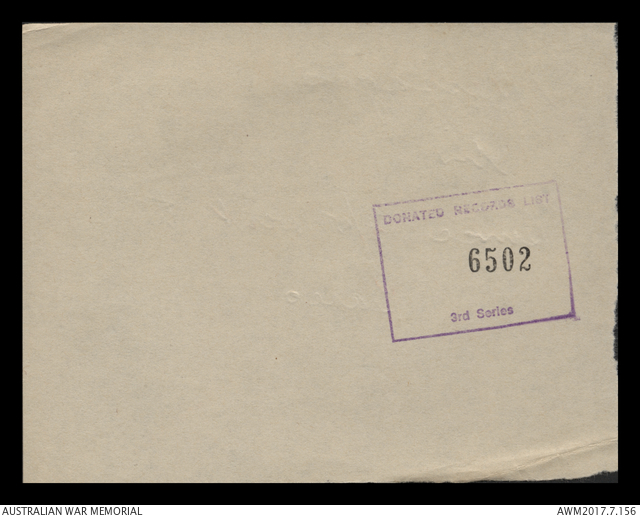 DONATED RECORDS LIST
6502
3rd Series
AUSTRALIAN WAR MEMORIAL
AWM2017.7.156